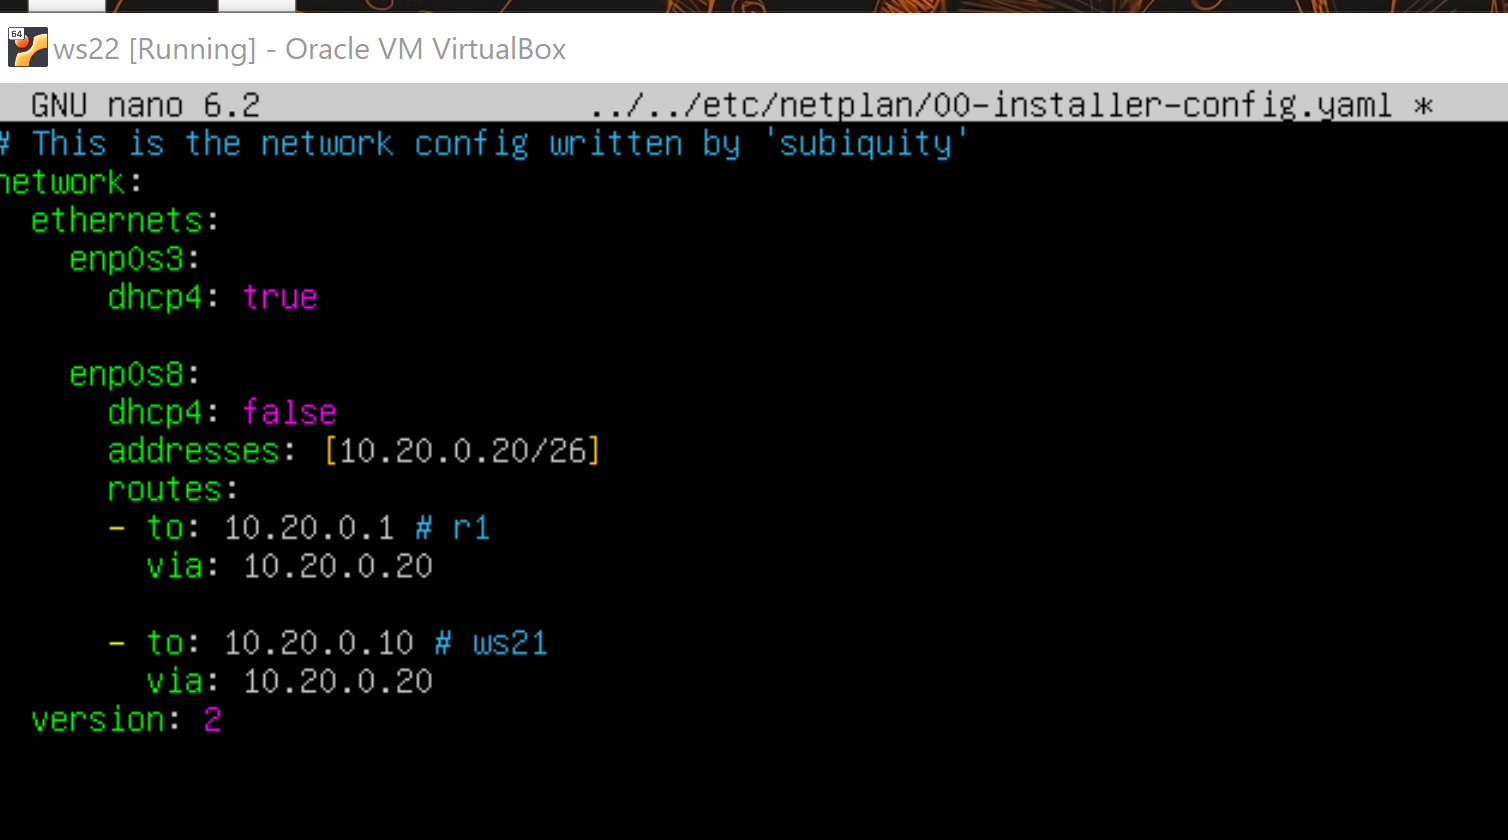 64
ws22 [Running] - Oracle VM VirtualBox
GNU nano 6.2 ../../etc/netplan/00-installer-config.yaml *
# This is the network config written by 'subiquity'
network:
ethernets:
enp0s3:
dhcp4: true
enp0s8:
dhcp4: false
addresses: [10.20.0.20/26]
routes:
- to: 10.20.0.1 # r1
via: 10.20.0.20
- to: 10.20.0.10 # ws21
via: 10.20.0.20
version: 2